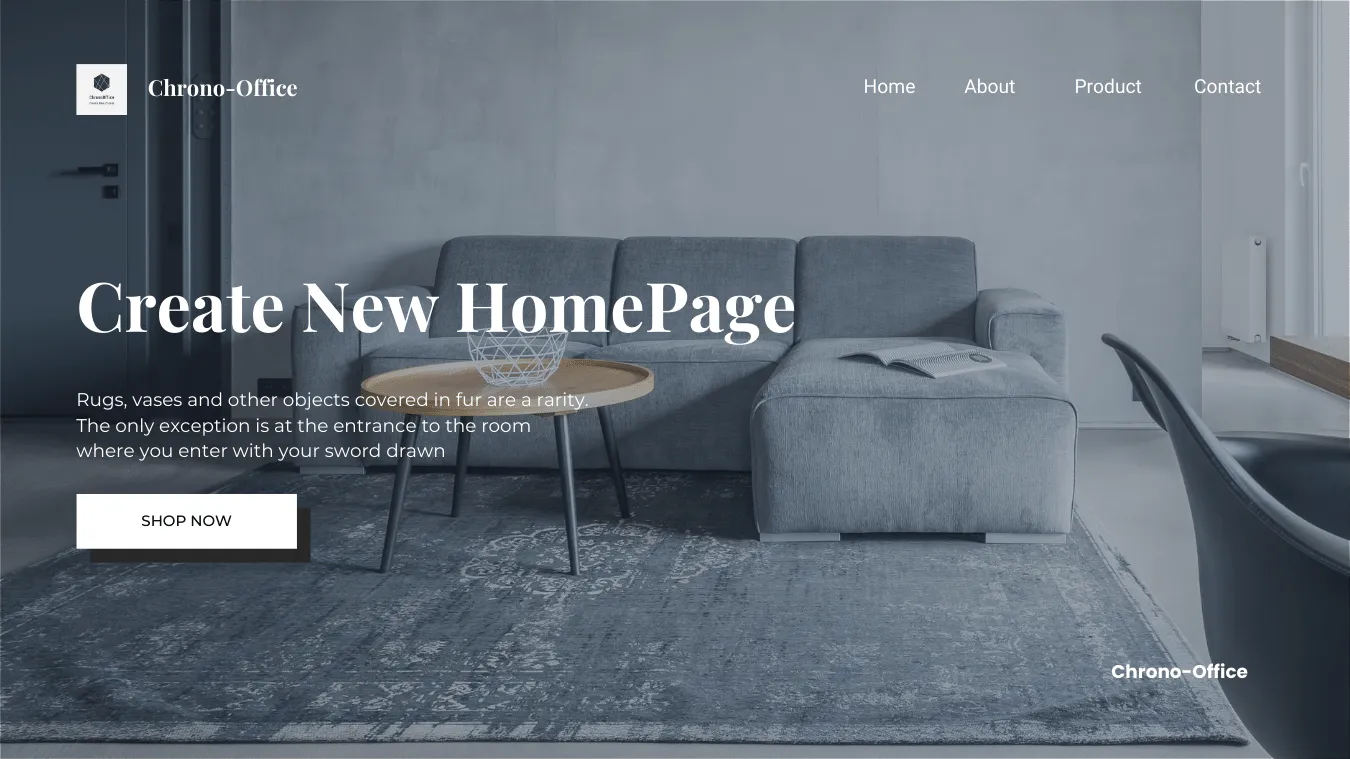 Chrono-Office
Home About Product Contact
Create New HomePage
Rugs, vases and other objects covered in fur are a rarity.
The only exception is at the entrance to the room
where you enter with your sword drawn
SHOP NOW
Chrono-Office